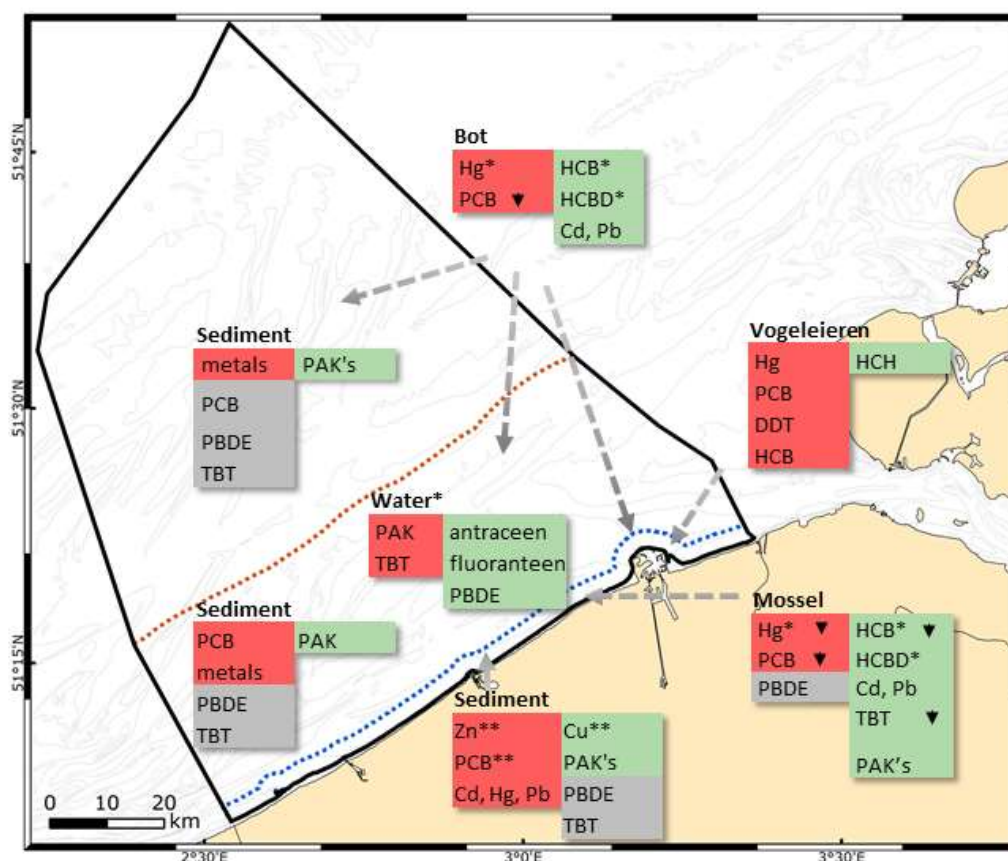 51°45'N
51°30'N
51°15'N
Bot
Hg* HCB*
PCB HCBD*
Cd, Pb
Sediment
metals PAK's
PCB
PBDE
TBT
Vogeleieren
Hg HCH
PCB
DDT
HCB
Water*
PAK antraceen
TBT fluoranteen
PBDE
Sediment
PCB PAK
metals
PBDE
TBT
Mossel
Hg* HCB*
PCB HCBD*
PBDE Cd, Pb
TBT
PAK's
Sediment
Zn** Cu**
PCB** PAK's
Cd, Hg, Pb PBDE
TBT
0 10 20
km
2°30'E 3°0'E 3°30'E